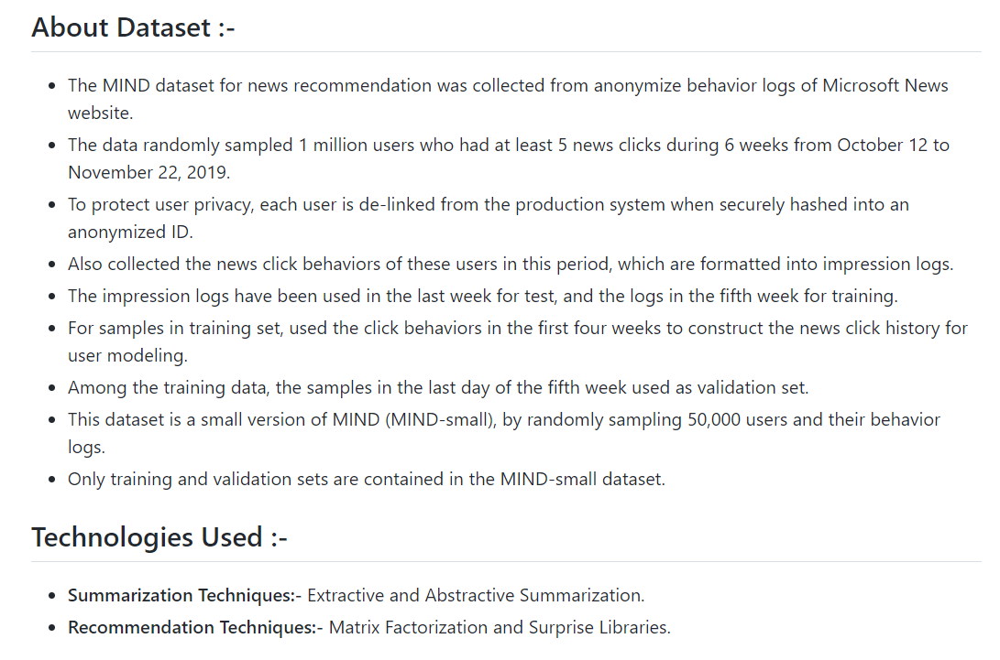 About Dataset :-
The MIND dataset for news recommendation was collected from anonymize behavior logs of Microsoft News
website.
The data randomly sampled 1 million users who had at least 5 news clicks during 6 weeks from October 12 to
November 22, 2019.
To protect user privacy, each user is de-linked from the production system when securely hashed into an
anonymized ID.
Also collected the news click behaviors of these users in this period, which are formatted into impression logs.
The impression logs have been used in the last week for test, and the logs in the fifth week for training.
For samples in training set, used the click behaviors in the first four weeks to construct the news click history for
user modeling.
Among the training data, the samples in the last day of the fifth week used as validation set.
This dataset is a small version of MIND (MIND-small), by randomly sampling 50,000 users and their behavior
logs.
Only training and validation sets are contained in the MIND-small dataset.
Technologies Used :-
Summarization Techniques:- Extractive and Abstractive Summarization.
Recommendation Techniques:- Matrix Factorization and Surprise Libraries.